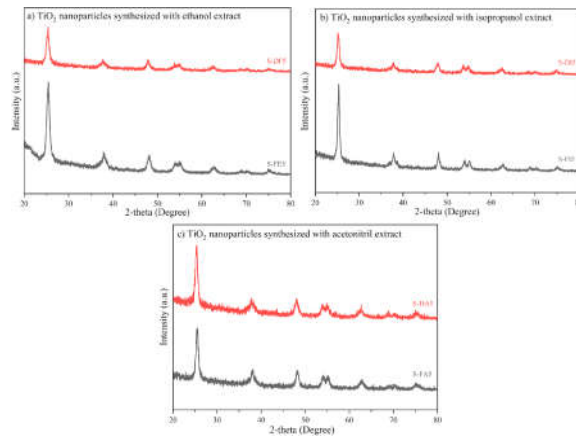 a) TiO₂ nanoparticles synthesized with ethanol extract
Intensity (a.u.)
20 30 40 50 60 70 80
2-theta (Degree)
b) TiO₂ nanoparticles synthesized with isopropanol extract
Intensity (a.u.)
20 30 40 50 60 70 80
2-theta (Degree)
c) TiO₂ nanoparticles synthesized with acetonitril extract
Intensity (a.u.)
20 30 40 50 60 70 80
2-theta (Degree)